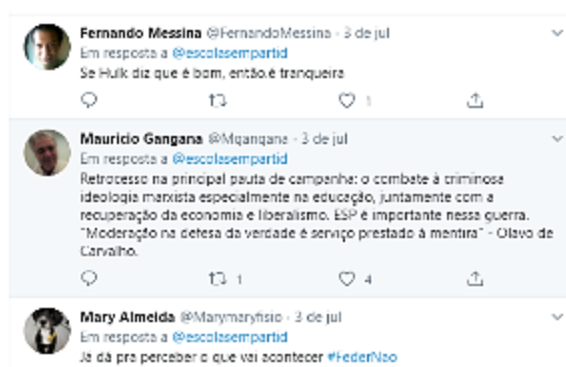 Fernando Messina @FernandoMessina · 3 de jul
Em resposta a @escolasempartid
Se Hulk diz que é bom, então.é tranqueira
1
Mauricio Gangana @Mgangana · 3 de jul
Em resposta a @escolasempartid
Retrocesso na principal pauta de campanha: o combate à criminosa
ideologia marxista especialmente na educação, juntamente com a
recuperação da economia e liberalismo. ESP é importante nessa guerra.
"Moderação na defesa da verdade é serviço prestado à mentira" - Olavo de
Carvalho.
1 4
Mary Almeida @Marymaryfisio · 3 de jul
Em resposta a @escolasempartid
Já dá pra perceber o que vai acontecer #FederNao